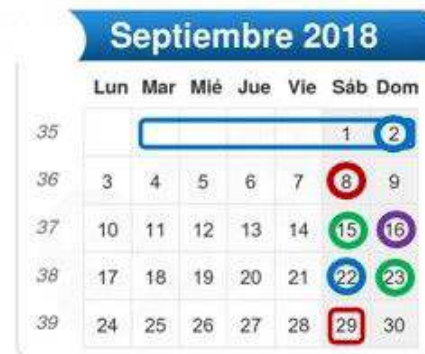 Septiembre 2018
Lun Mar Mié Jue Vie Sáb Dom
35 1 2
36 3 4 5 6 7 8 9
37 10 11 12 13 14 15 16
38 17 18 19 20 21 22 23
39 24 25 26 27 28 29 30